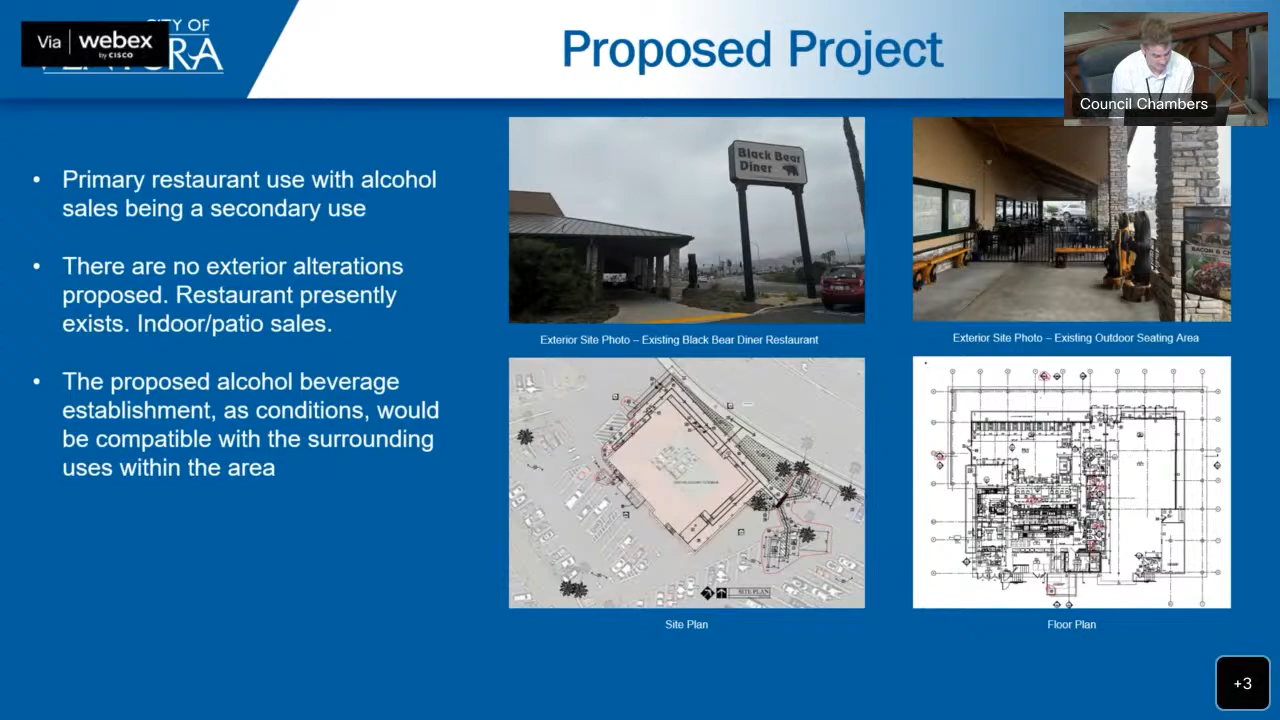 CITY OF
VENTURA
Via webex
by CISCO
Proposed Project
Council Chambers
Primary restaurant use with alcohol
sales being a secondary use
There are no exterior alterations
proposed. Restaurant presently
exists. Indoor/patio sales.
The proposed alcohol beverage
establishment, as conditions, would
be compatible with the surrounding
uses within the area
Black Bear
Diner
BACON &
Exterior Site Photo – Existing Black Bear Diner Restaurant
Exterior Site Photo – Existing Outdoor Seating Area
SITE PLAN
Site Plan
Floor Plan
+3